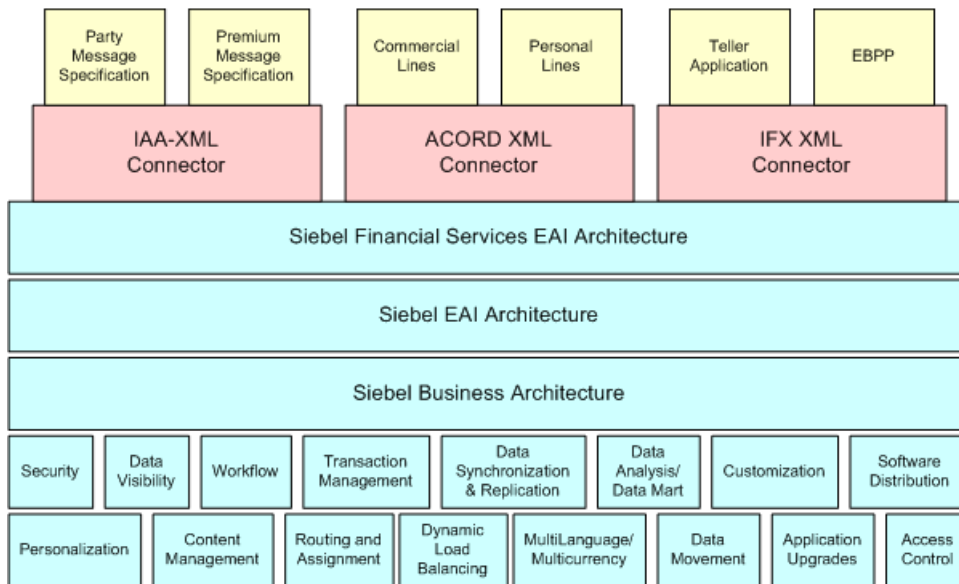 Party
Message
Specification
Premium
Message
Specification
Commercial
Lines
Personal
Lines
Teller
Application
EBPP
IAA-XML
Connector
ACORD XML
Connector
IFX XML
Connector
Siebel Financial Services EAI Architecture
Siebel EAI Architecture
Siebel Business Architecture
Security
Data
Visibility
Workflow
Transaction
Management
Data
Synchronization
& Replication
Data
Analysis/
Data Mart
Customization
Software
Distribution
Personalization
Content
Management
Routing and
Assignment
Dynamic
Load
Balancing
MultiLanguage/
Multicurrency
Data
Movement
Application
Upgrades
Access
Control